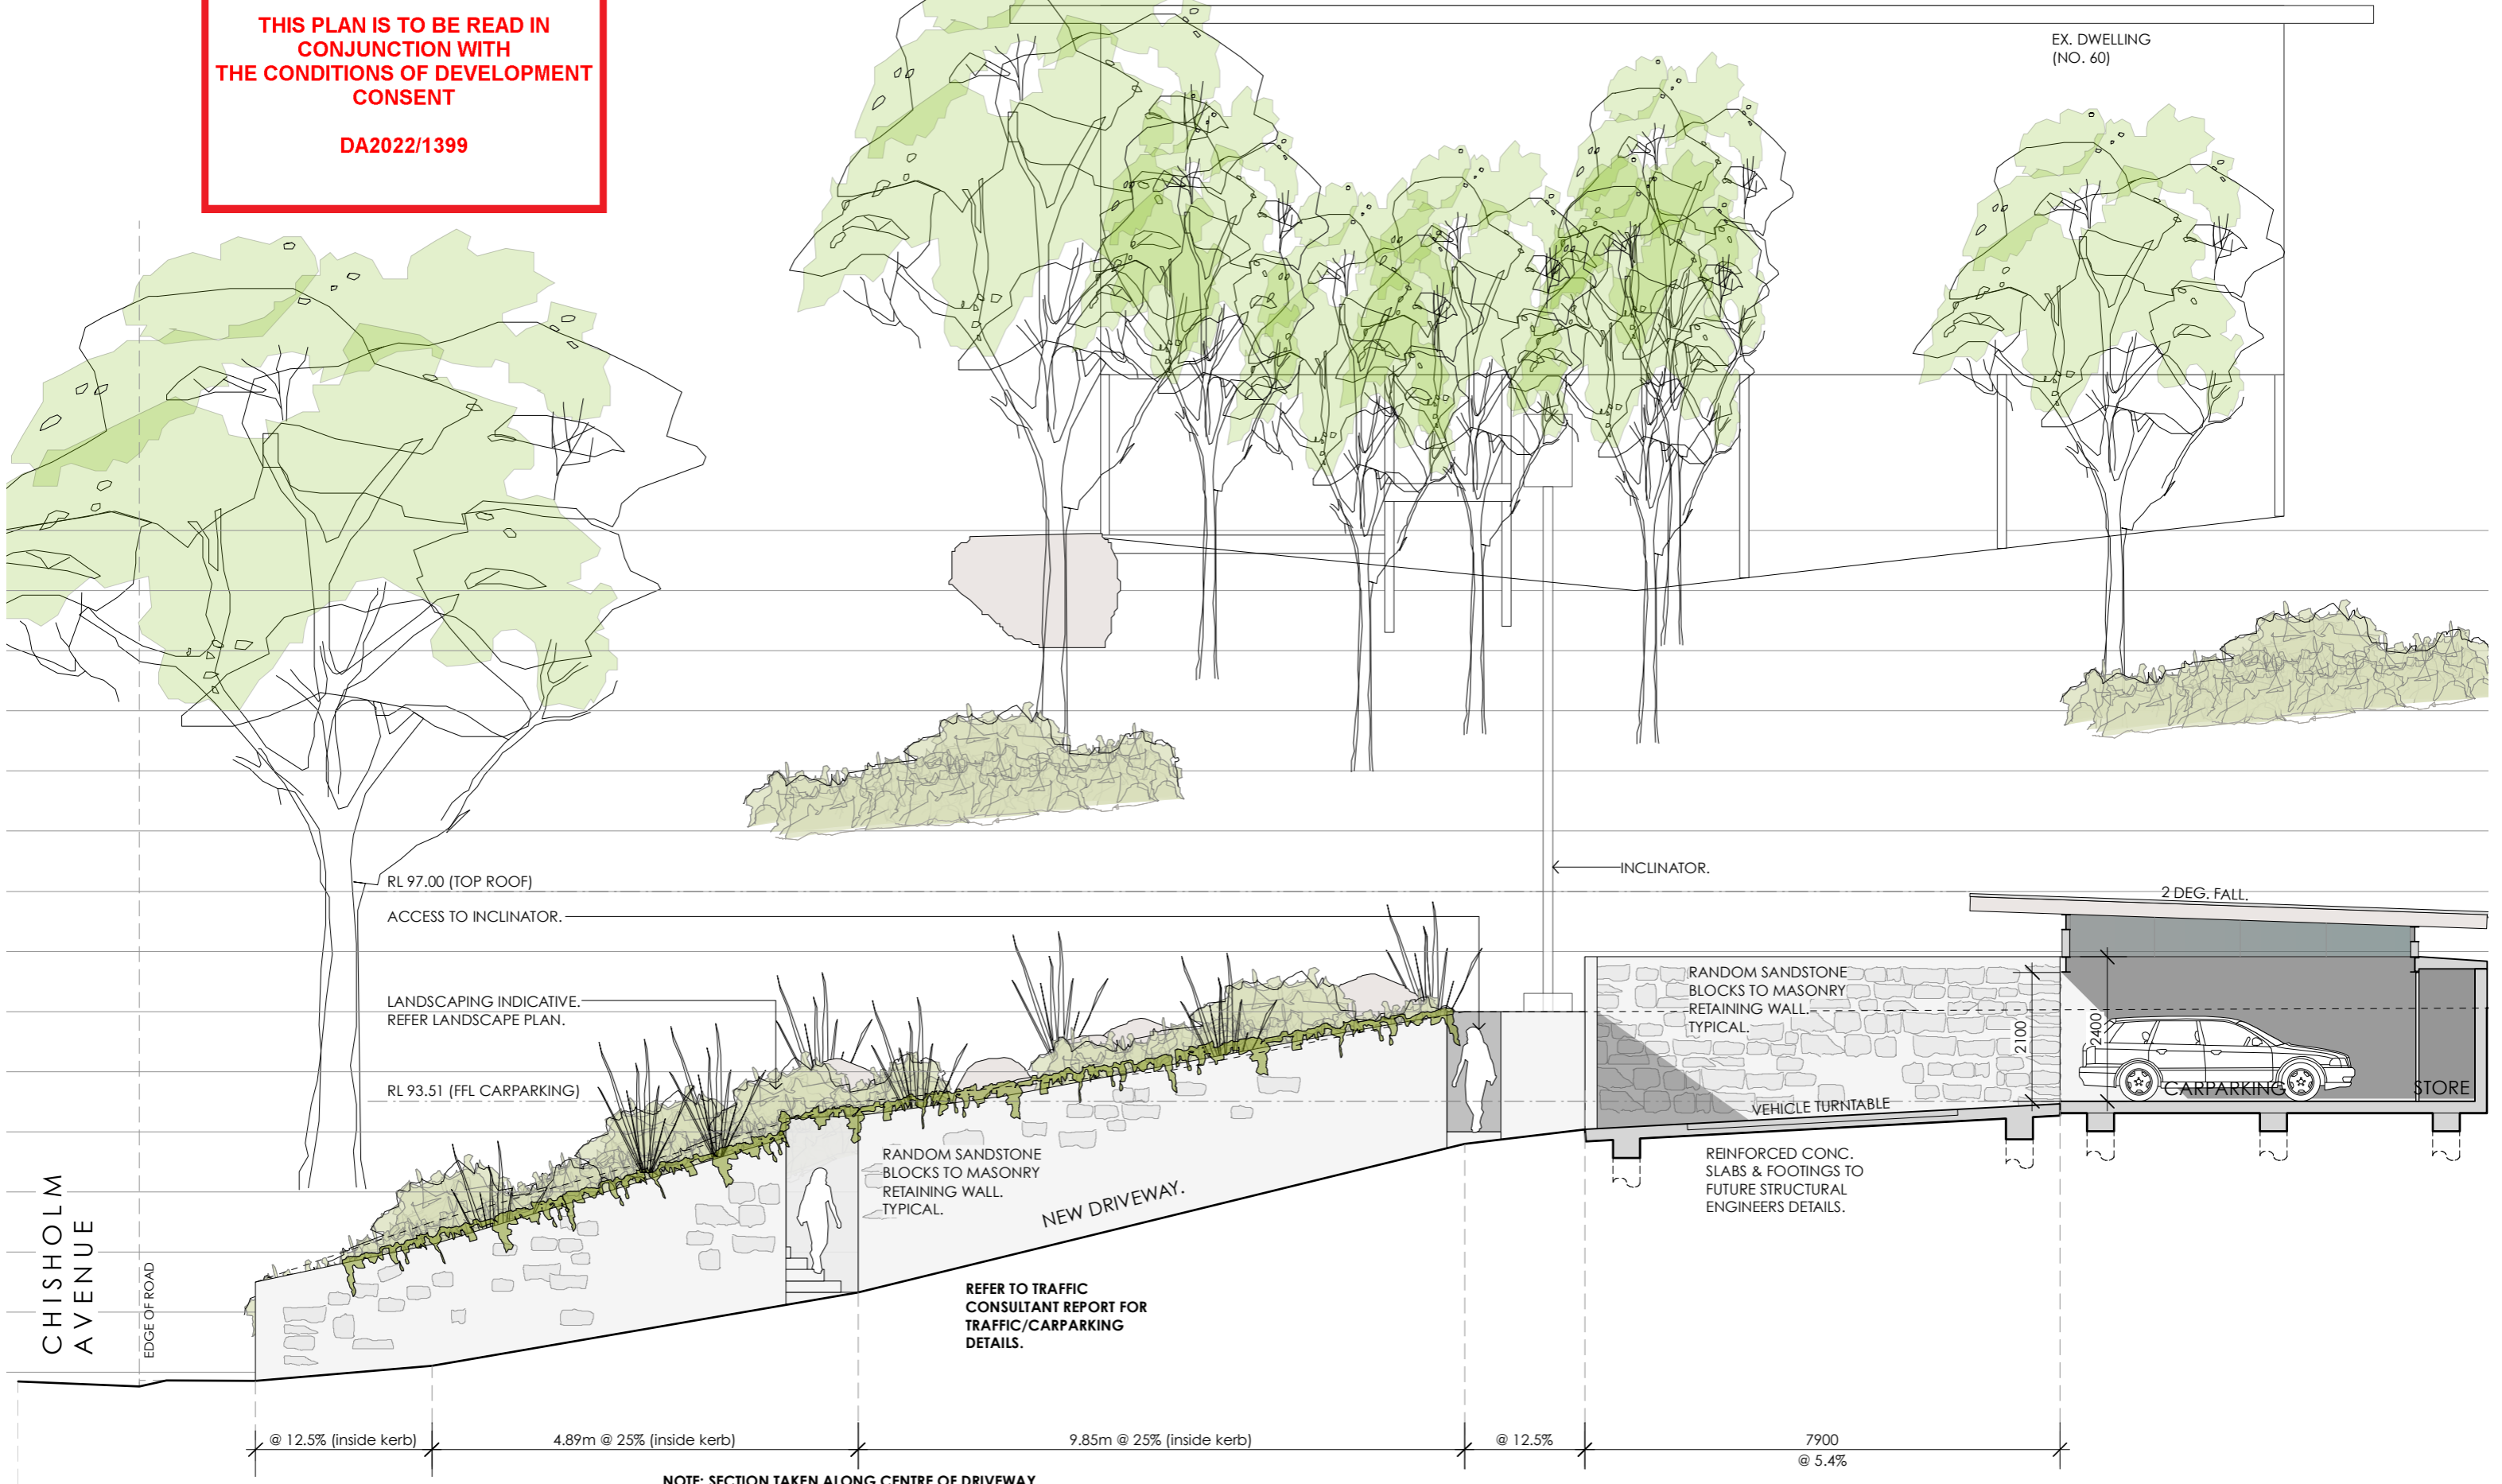 THIS PLAN IS TO BE READ IN
CONJUNCTION WITH
THE CONDITIONS OF DEVELOPMENT
CONSENT
DA2022/1399
EX. DWELLING
(NO. 60)
INCLINATOR.
RL 97.00 (TOP ROOF)
2 DEG. FALL.
ACCESS TO INCLINATOR.
LANDSCAPING INDICATIVE.
REFER LANDSCAPE PLAN.
RANDOM SANDSTONE
BLOCKS TO MASONRY
RETAINING WALL.
TYPICAL.
2100
2400
RL 93.51 (FFL CARPARKING)
CARPARKING
STORE
VEHICLE TURNTABLE
RANDOM SANDSTONE
BLOCKS TO MASONRY
RETAINING WALL.
TYPICAL.
NEW DRIVEWAY.
REINFORCED CONC.
SLABS & FOOTINGS TO
FUTURE STRUCTURAL
ENGINEERS DETAILS.
CHISHOLM
AVENUE
EDGE OF ROAD
REFER TO TRAFFIC
CONSULTANT REPORT FOR
TRAFFIC/CARPARKING
DETAILS.
@ 12.5% (inside kerb)
4.89m @ 25% (inside kerb)
9.85m @ 25% (inside kerb)
@ 12.5%
7900
@ 5.4%
NOTE: SECTION TAKEN ALONG CENTRE OF DRIVEWAY